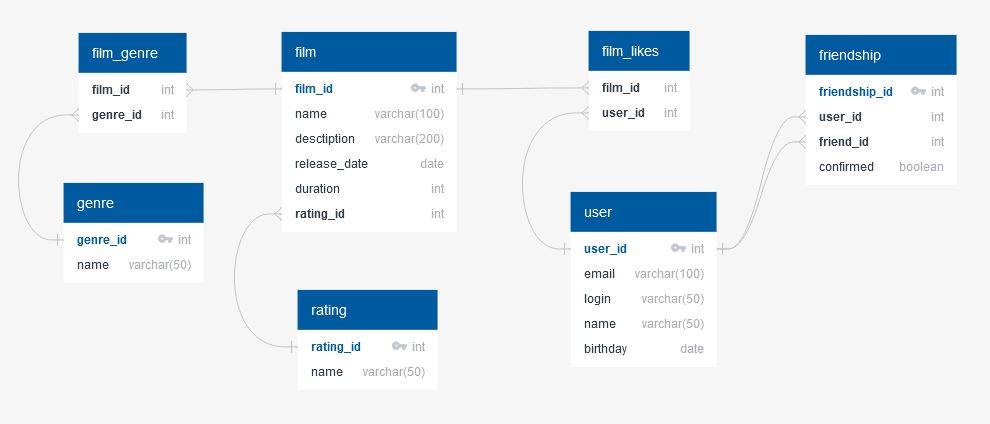 film_genre
film_id int
genre_id int
genre
genre_id int
name varchar(50)
film
film_id int
name varchar(100)
desctiption varchar(200)
release_date date
duration int
rating_id int
rating
rating_id int
name varchar(50)
film_likes
film_id int
user_id int
user
user_id int
email varchar(100)
login varchar(50)
name varchar(50)
birthday date
friendship
friendship_id int
user_id int
friend_id int
confirmed boolean